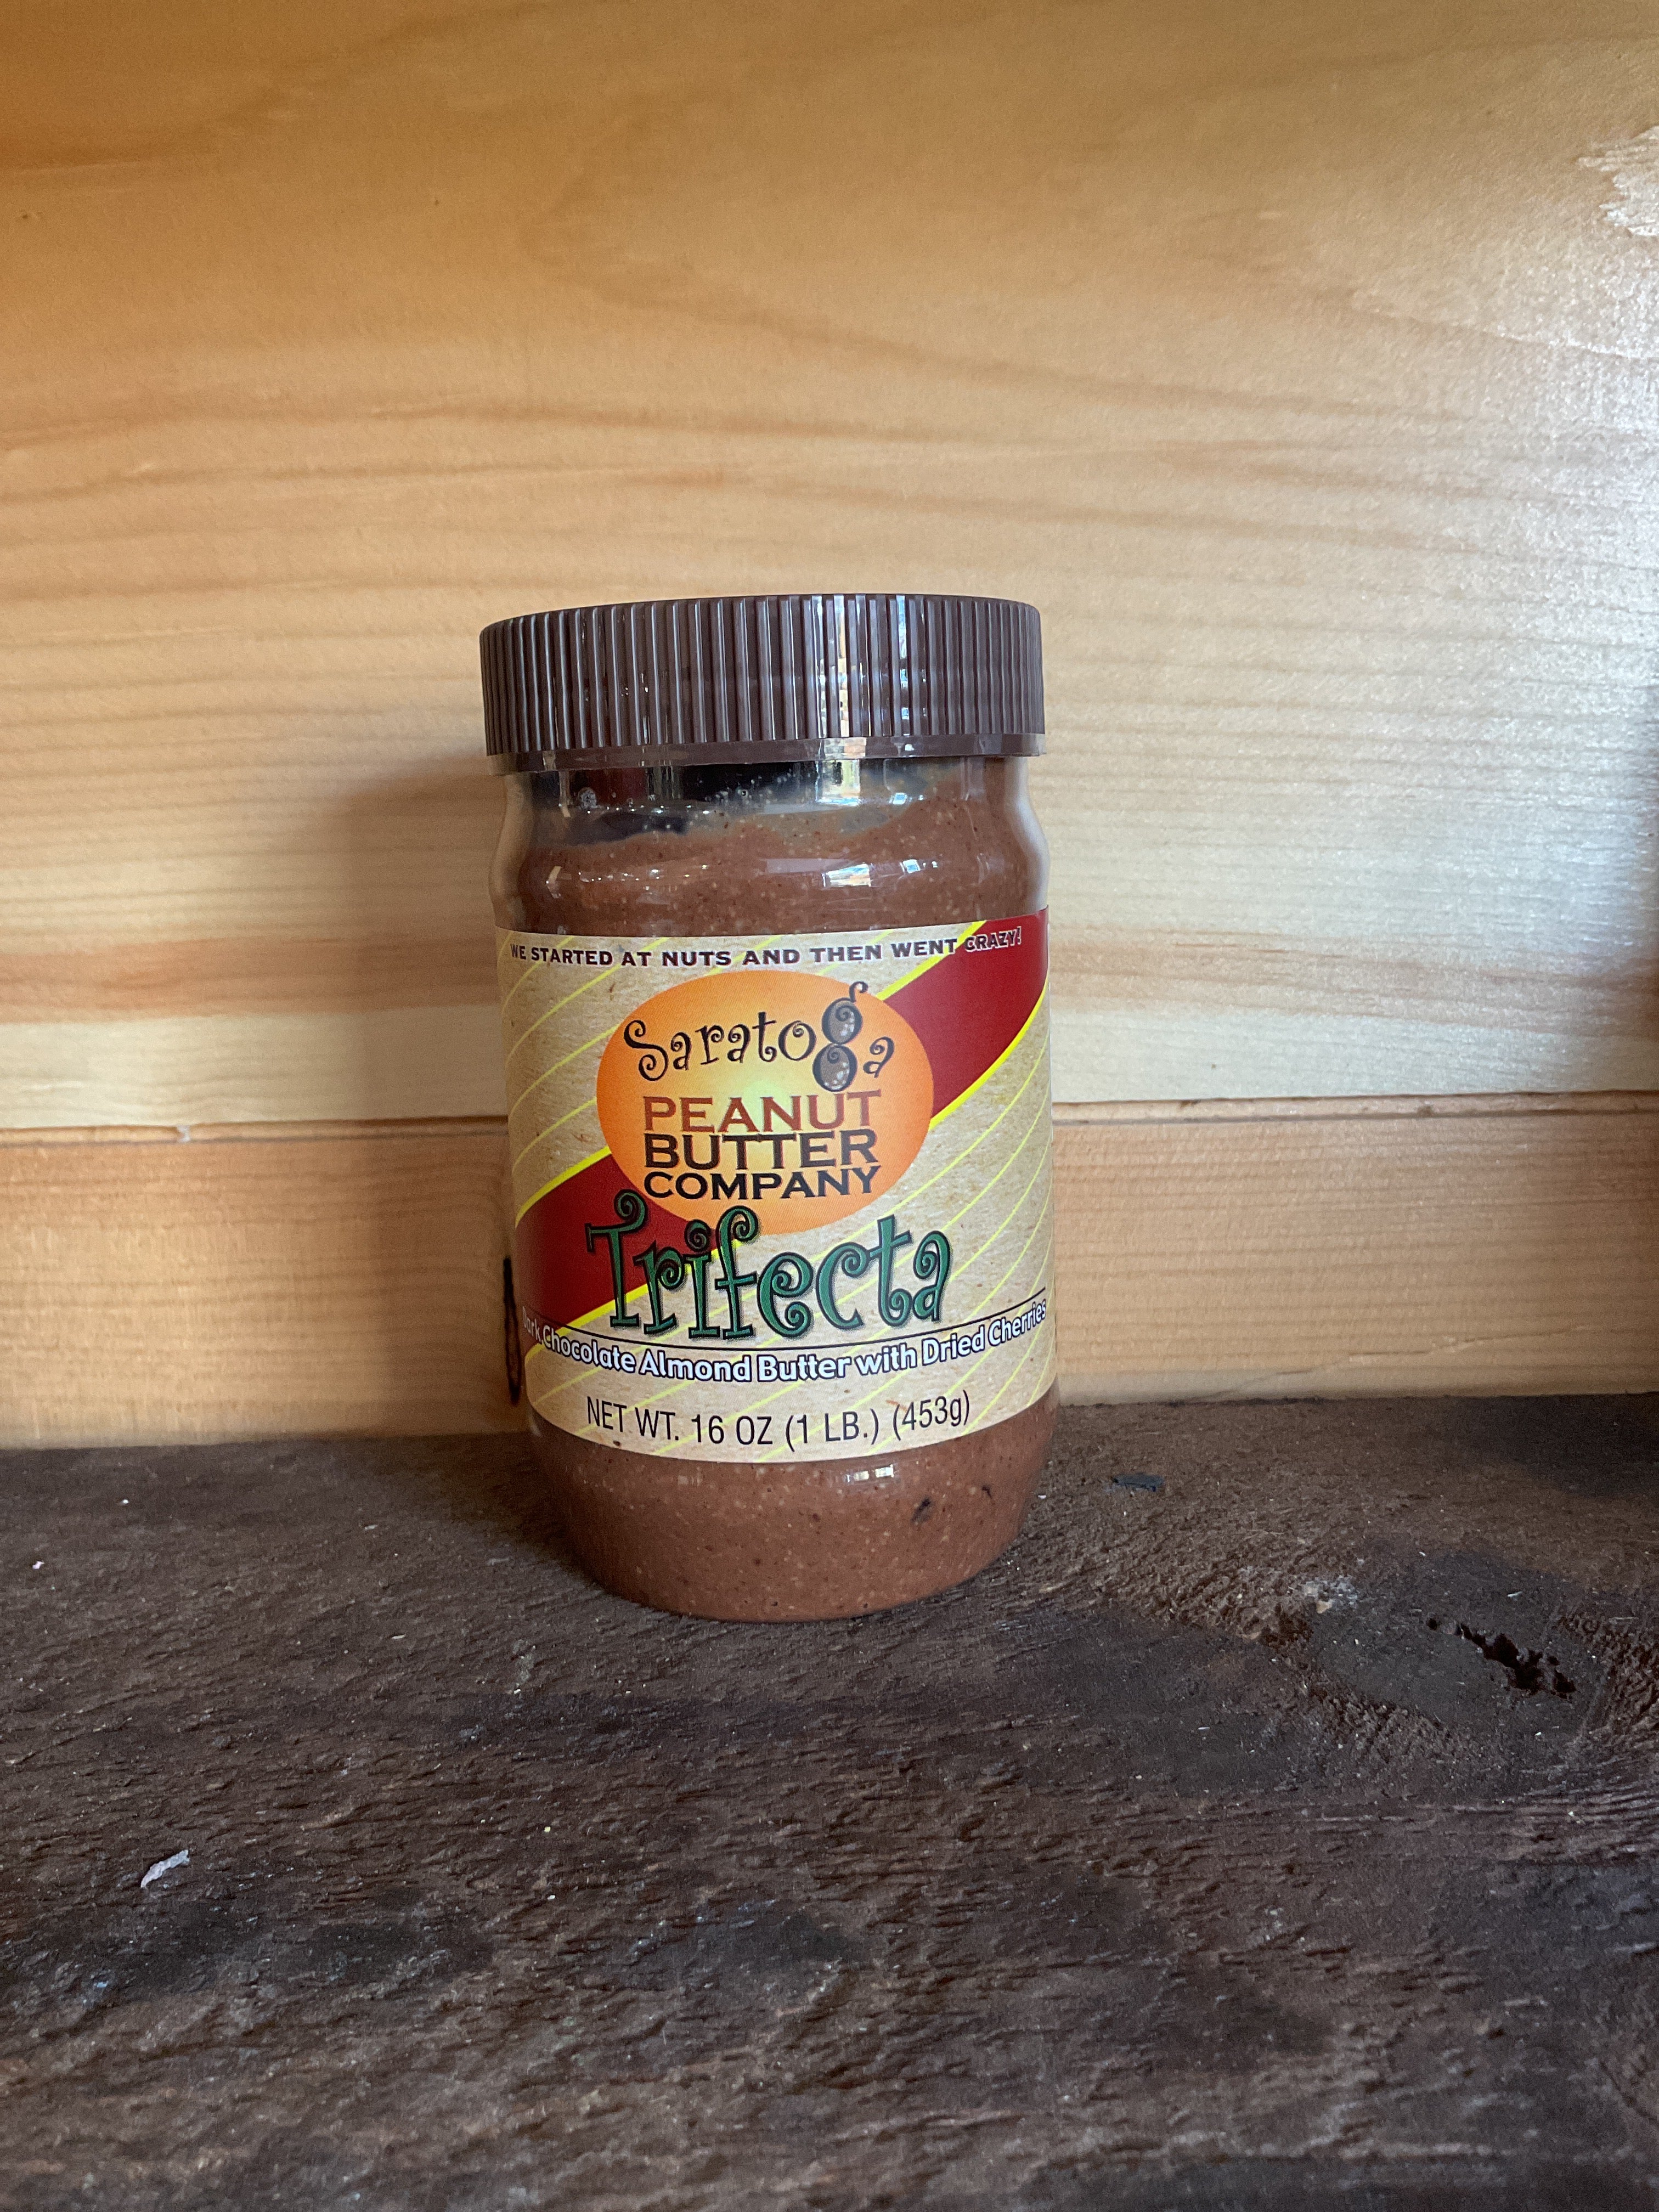 WE STARTED AT NUTS AND THEN WENT CRAZY!
Saratoga
PEANUT
BUTTER
COMPANY
Trifecta
Dark Chocolate Almond Butter with Dried Cherries
NET WT. 16 OZ (1 LB.) (453g)